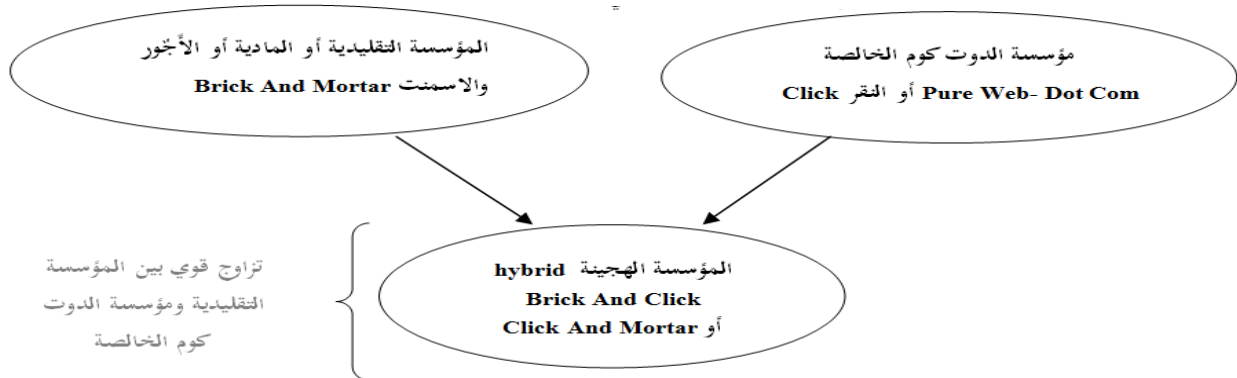 مؤسسة الدوت كوم الخالصة
Pure Web- Dot Com أو النقر Click
المؤسسة التقليدية أو المادية أو الأجور
والاسمنت Brick And Mortar
المؤسسة الهجينة hybrid
Brick And Click
أو Click And Mortar
تزاوج قوي بين المؤسسة
التقليدية ومؤسسة الدوت
كوم الخالصة